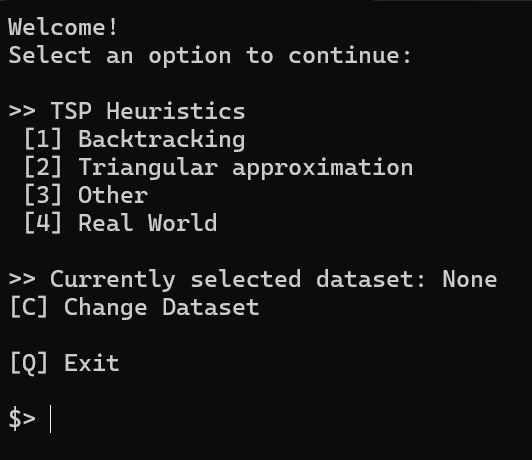 Welcome!
Select an option to continue:
>> TSP Heuristics
[1] Backtracking
[2] Triangular approximation
[3] Other
[4] Real World
>> Currently selected dataset: None
[C] Change Dataset
[Q] Exit
$>